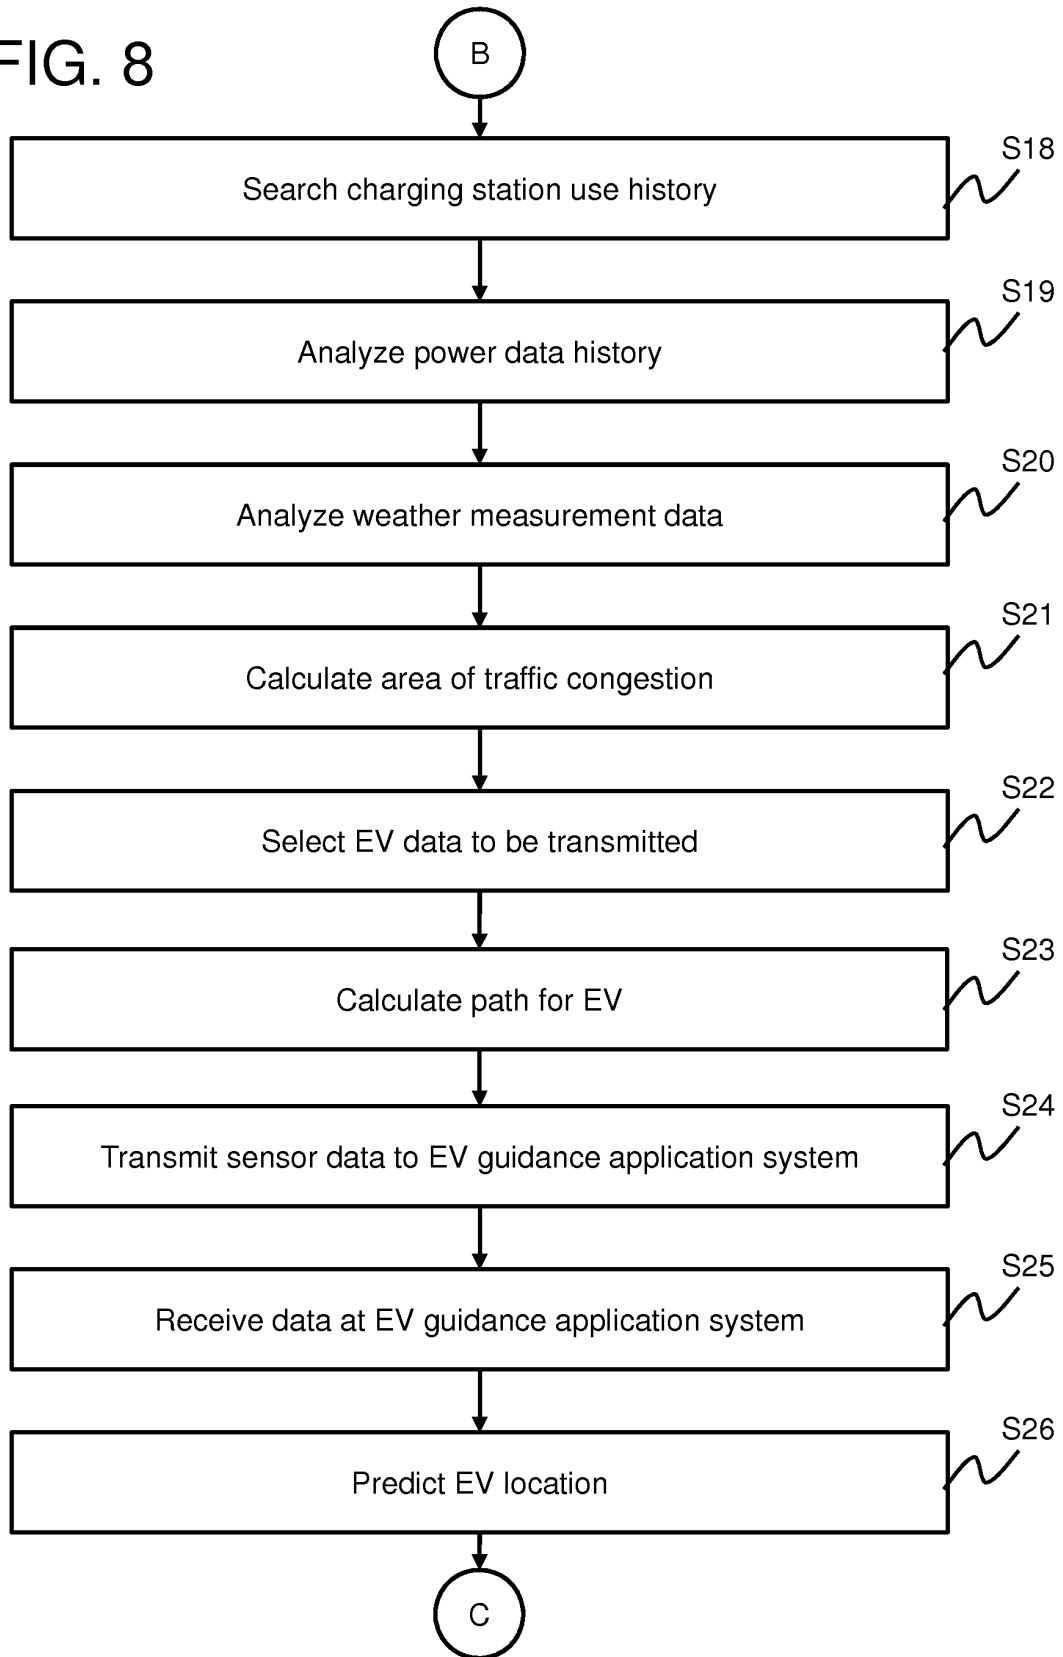 FIG. 8
B
S18
Search charging station use history
S19
Analyze power data history
S20
Analyze weather measurement data
S21
Calculate area of traffic congestion
S22
Select EV data to be transmitted
S23
Calculate path for EV
S24
Transmit sensor data to EV guidance application system
S25
Receive data at EV guidance application system
S26
Predict EV location
C